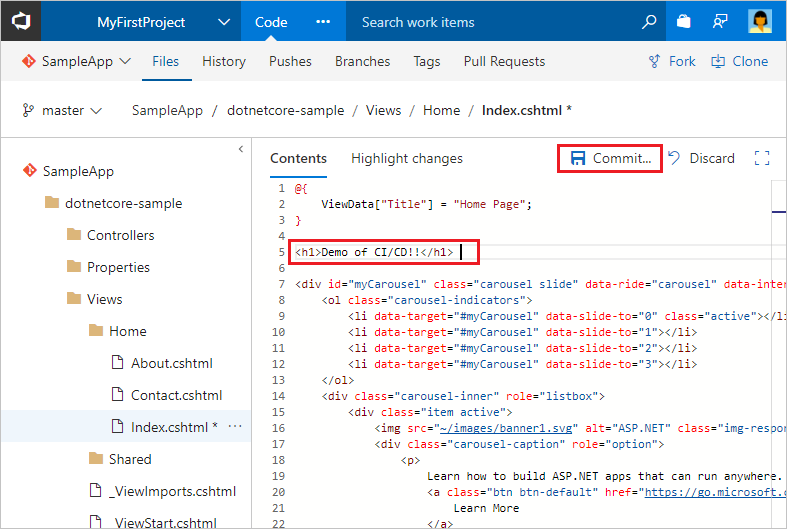 MyFirstProject Code ••• Search work items
SampleApp Files History Pushes Branches Tags Pull Requests Fork Clone
master SampleApp / dotnetcore-sample / Views / Home / Index.cshtml *
SampleApp
dotnetcore-sample
Controllers
Properties
Views
Home
About.cshtml
Contact.cshtml
Index.cshtml * ···
Shared
_ViewImports.cshtml
_ViewStart.cshtml
Contents Highlight changes Commit... Discard
1 @{
2 ViewData["Title"] = "Home Page";
3 }
4
5 <h1>Demo of CI/CD!!</h1>
6
7 <div id="myCarousel" class="carousel slide" data-ride="carousel" data-inter
8 <ol class="carousel-indicators">
9 <li data-target="#myCarousel" data-slide-to="0" class="active"></li
10 <li data-target="#myCarousel" data-slide-to="1"></li>
11 <li data-target="#myCarousel" data-slide-to="2"></li>
12 <li data-target="#myCarousel" data-slide-to="3"></li>
13 </ol>
14 <div class="carousel-inner" role="listbox">
15 <div class="item active">
16 <img src="~/images/banner1.svg" alt="ASP.NET" class="img-respon
17 <div class="carousel-caption" role="option">
18 <p>
19 Learn how to build ASP.NET apps that can run anywhere.
20 <a class="btn btn-default" href="https://go.microsoft.c
21 Learn More
22 </a>